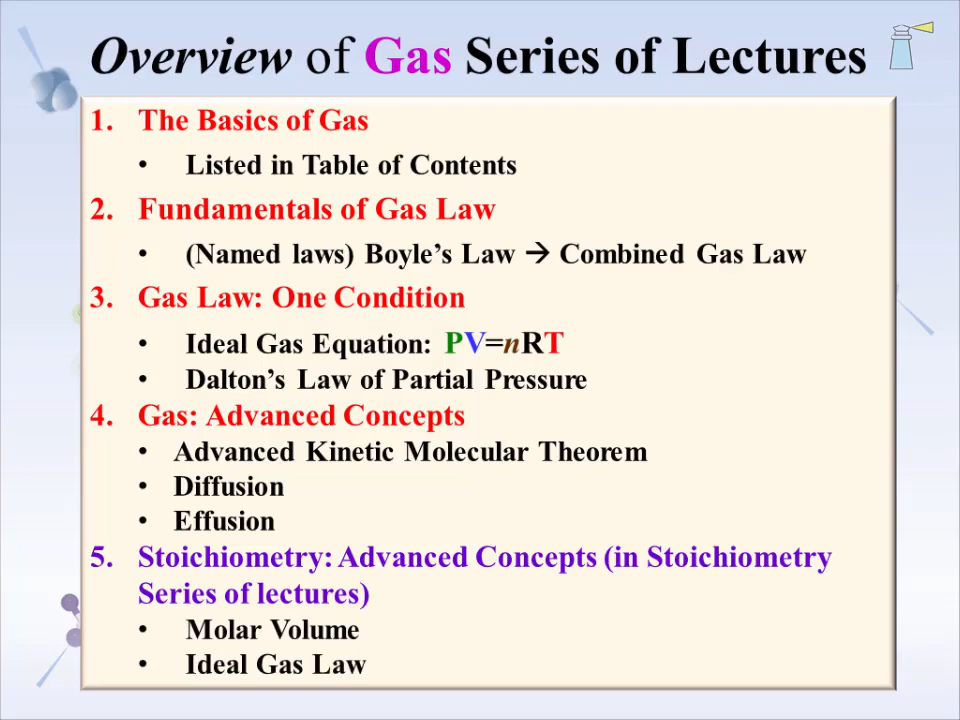 Overview of Gas Series of Lectures
1. The Basics of Gas
• Listed in Table of Contents
2. Fundamentals of Gas Law
• (Named laws) Boyle’s Law → Combined Gas Law
3. Gas Law: One Condition
• Ideal Gas Equation: PV=nRT
• Dalton’s Law of Partial Pressure
4. Gas: Advanced Concepts
• Advanced Kinetic Molecular Theorem
• Diffusion
• Effusion
5. Stoichiometry: Advanced Concepts (in Stoichiometry
Series of lectures)
• Molar Volume
• Ideal Gas Law